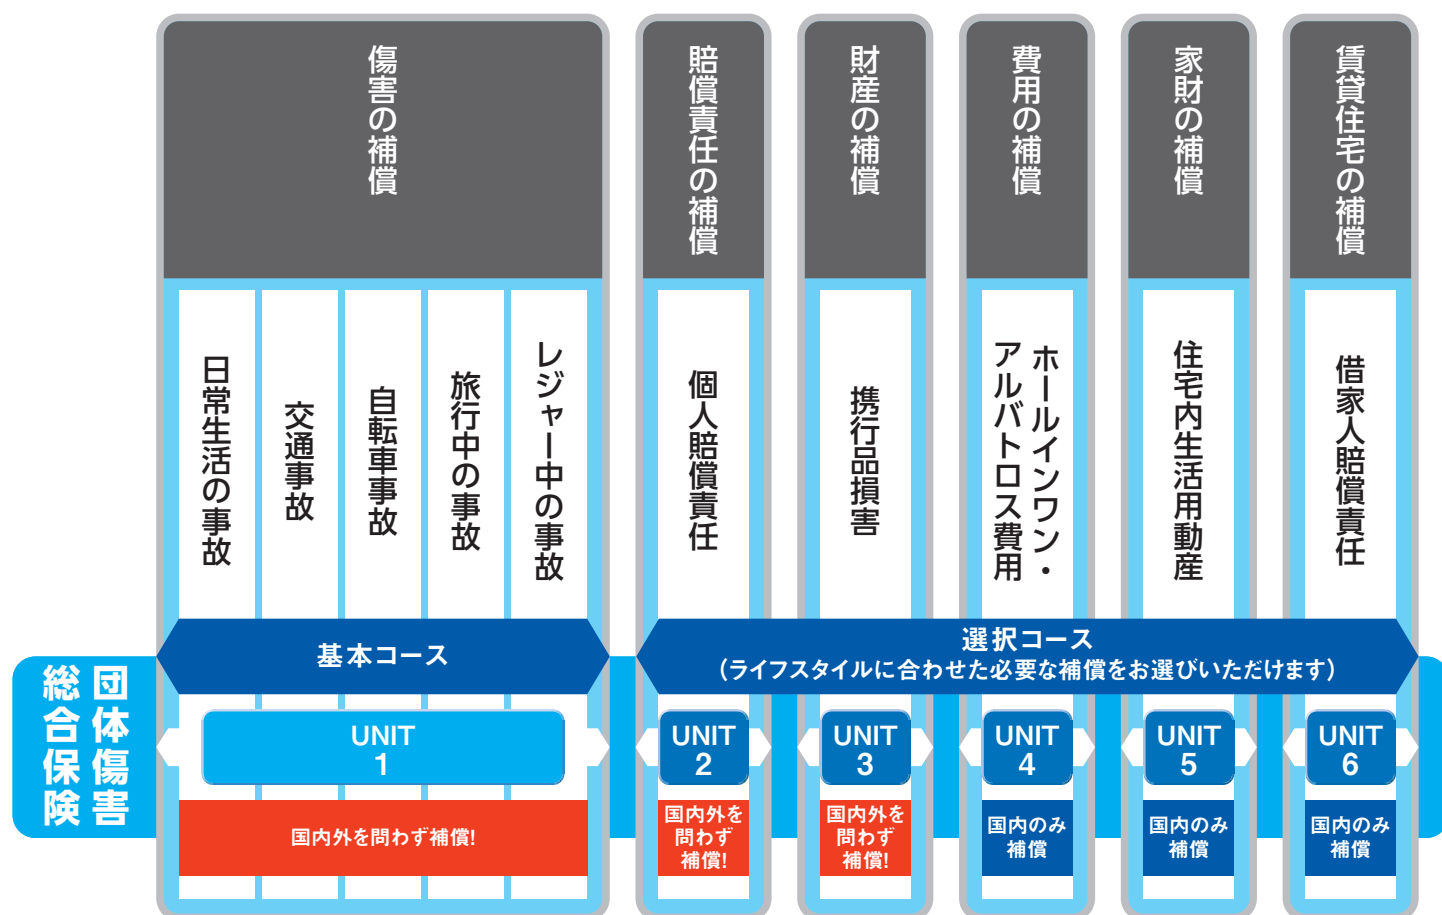 傷害の補償
賠償責任の補償
財産の補償
費用の補償
家財の補償
賃貸住宅の補償
日常生活の事故
交通事故
自転車事故
旅行中の事故
レジャー中の事故
個人賠償責任
携行品損害
ホールインワン・
アルバトロス費用
住宅内生活用動産
借家人賠償責任
基本コース
選択コース
（ライフスタイルに合わせた必要な補償をお選びいただけます）
団体傷害
総合保険
UNIT
1
UNIT
2
UNIT
3
UNIT
4
UNIT
5
UNIT
6
国内外を問わず補償!
国内外を
問わず
補償!
国内外を
問わず
補償!
国内のみ
補償
国内のみ
補償
国内のみ
補償